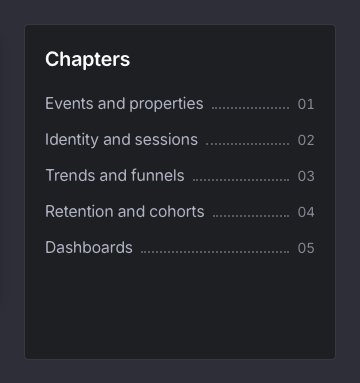 Chapters
Events and properties 01
Identity and sessions 02
Trends and funnels 03
Retention and cohorts 04
Dashboards 05